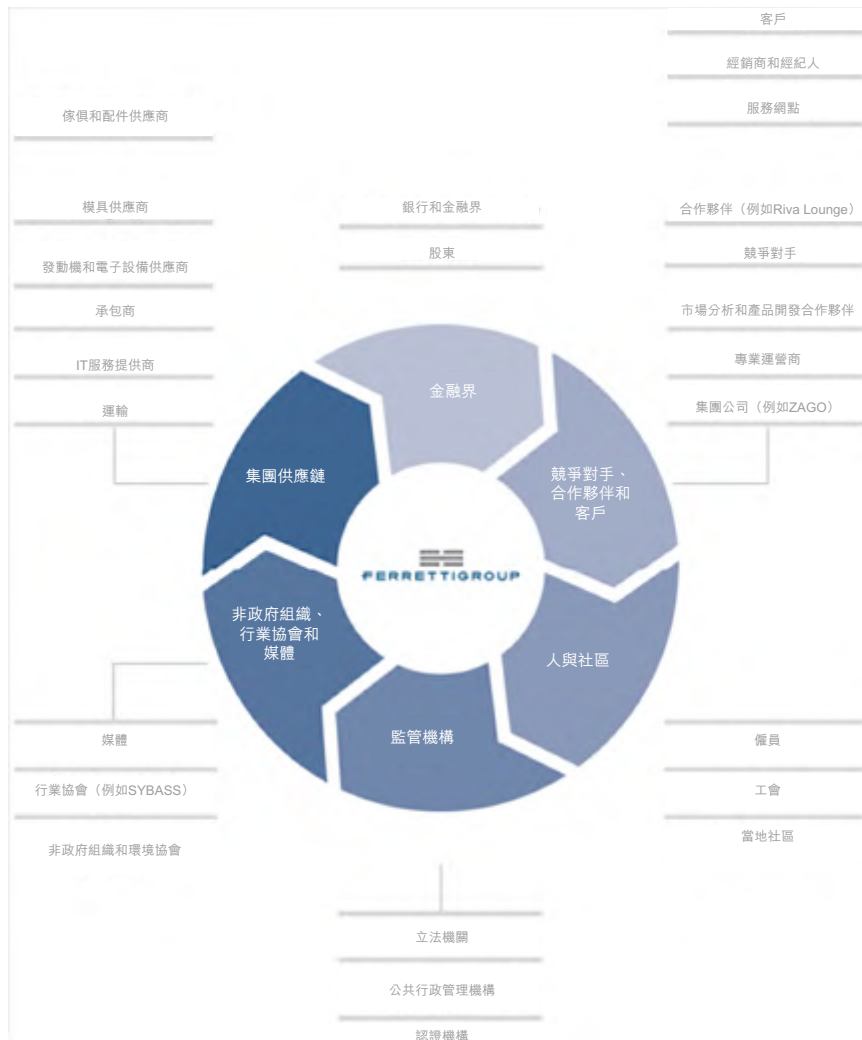 客戶
經銷商和經紀人
服務網點
傢俱和配件供應商
模具供應商
發動機和電子設備供應商
承包商
IT服務提供商
運輸
銀行和金融界
股東
合作夥伴（例如Riva Lounge）
競爭對手
市場分析和產品開發合作夥伴
專業運營商
集團公司（例如ZAGO）
金融界
集團供應鏈
競爭對手、
合作夥伴和
客戶
FERRETTIGROUP
非政府組織、
行業協會和
媒體
人與社區
監管機構
媒體
行業協會（例如SYBASS）
非政府組織和環境協會
僱員
工會
當地社區
立法機關
公共行政管理機構
認證機構